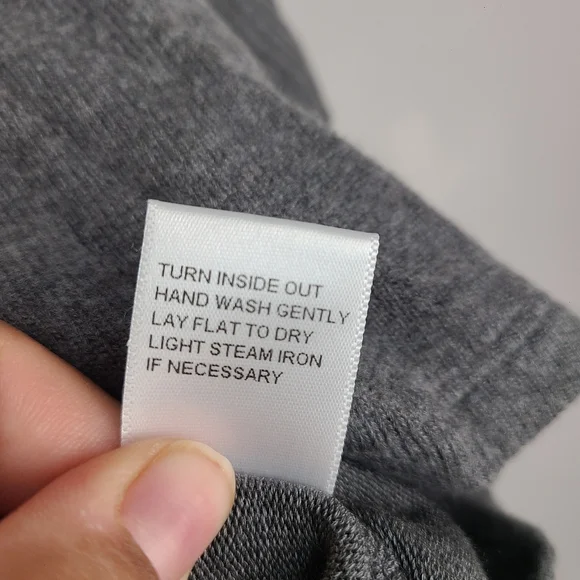 TURN INSIDE OUT
HAND WASH GENTLY
LAY FLAT TO DRY
LIGHT STEAM IRON
IF NECESSARY